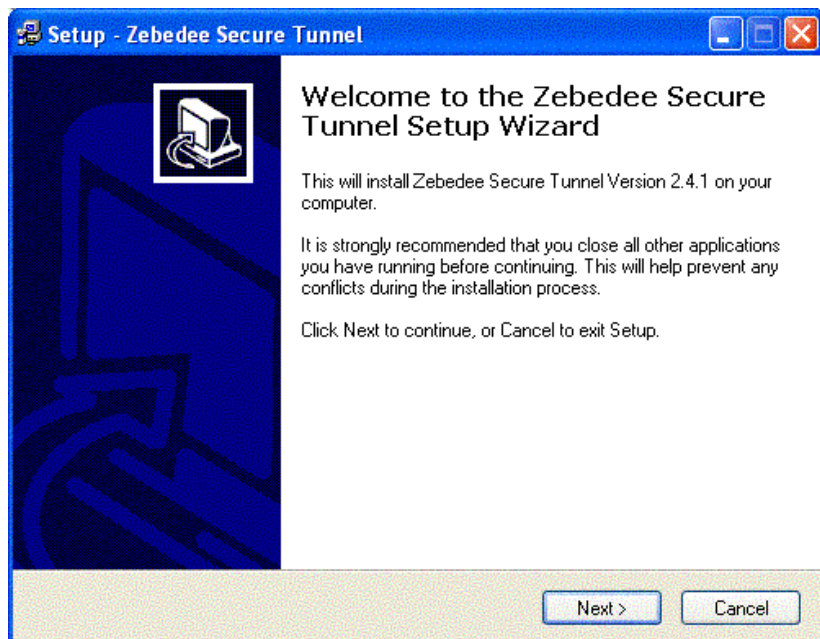 Setup - Zebedee Secure Tunnel
Welcome to the Zebedee Secure
Tunnel Setup Wizard
This will install Zebedee Secure Tunnel Version 2.4.1 on your
computer.
It is strongly recommended that you close all other applications
you have running before continuing. This will help prevent any
conflicts during the installation process.
Click Next to continue, or Cancel to exit Setup.
Next >
Cancel